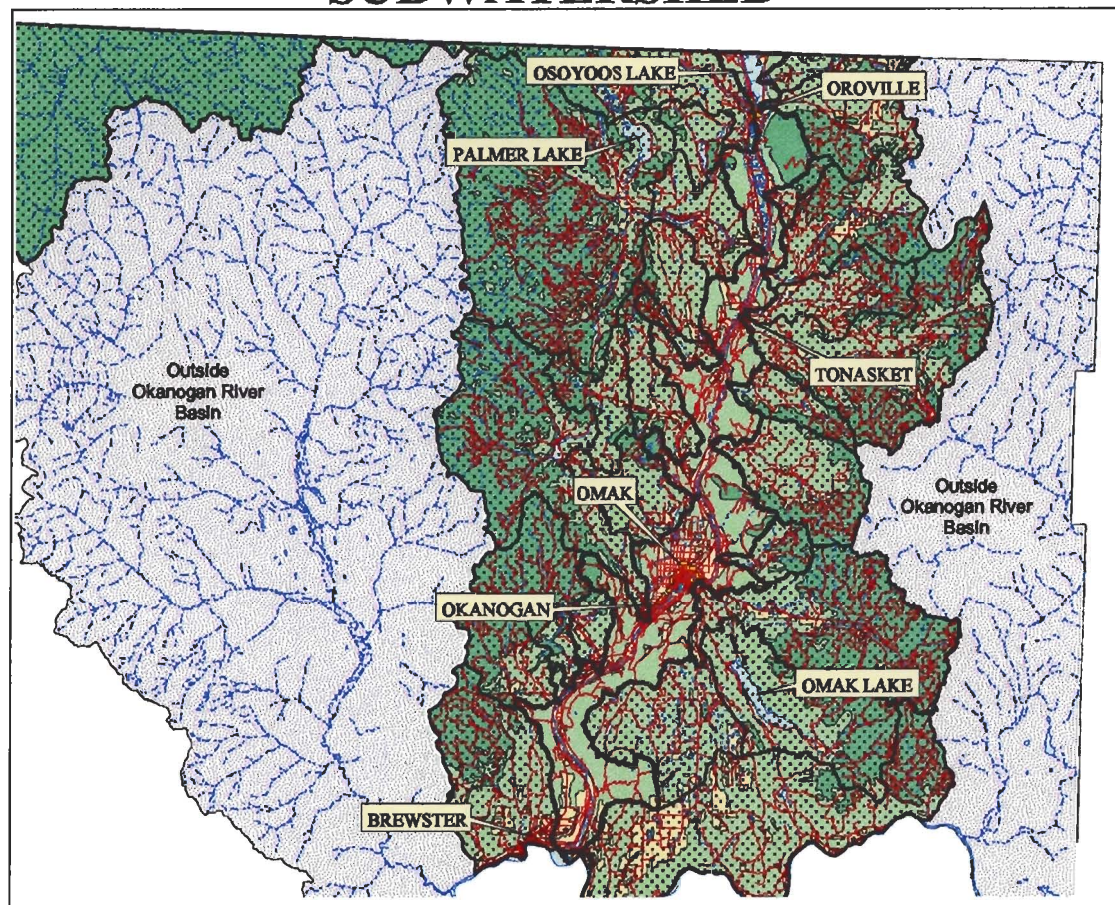 SUBWATERSHED
OSOYOOS LAKE
OROVILLE
PALMER LAKE
Outside
Okanogan River
Basin
TONASKET
OMAK
Outside
Okanogan River
Basin
OKANOGAN
OMAK LAKE
BREWSTER